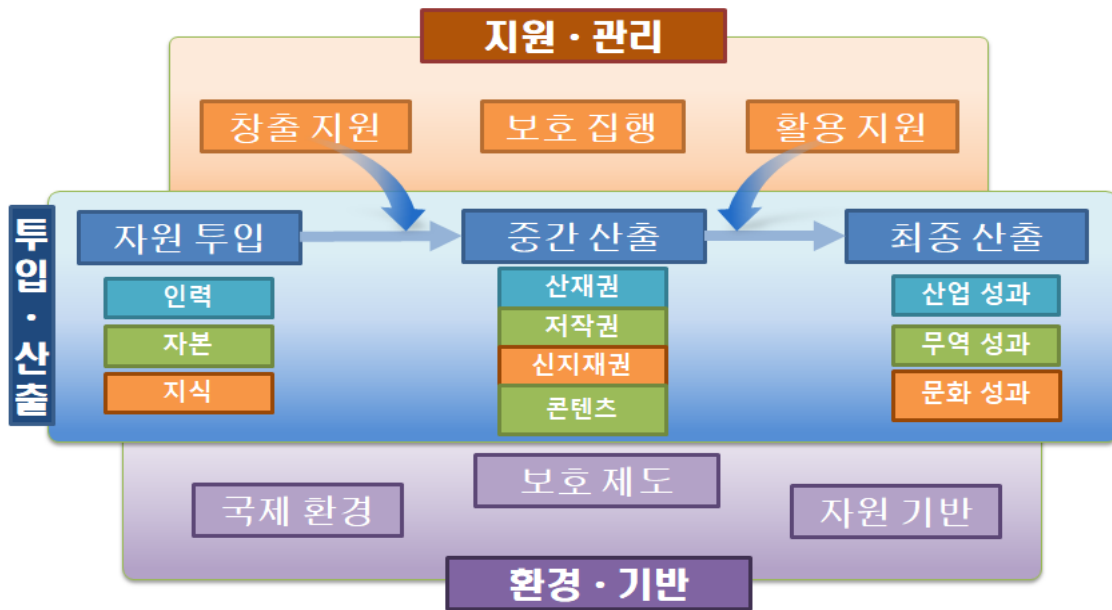 지원 · 관리
창출 지원
보호 집행
활용 지원
투입 · 산출
자원 투입
중간 산출
최종 산출
인력
자본
지식
산재권
저작권
신지재권
콘텐츠
산업 성과
무역 성과
문화 성과
국제 환경
보호 제도
자원 기반
환경 · 기반